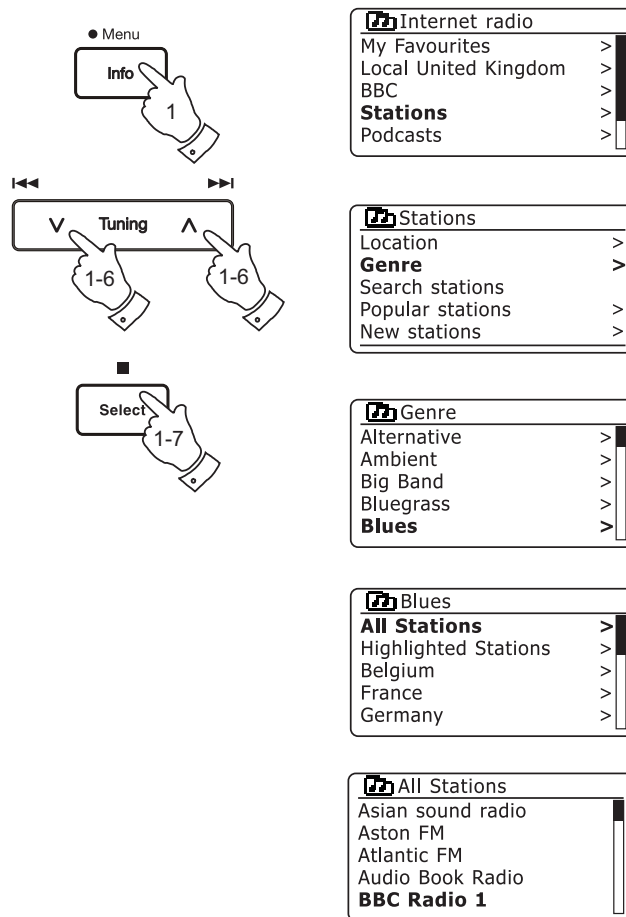 Menu
Info
1
Tuning
1-6
1-6
Select
1-7
Internet radio
My Favourites >
Local United Kingdom >
BBC >
Stations >
Podcasts >
Stations
Location >
Genre >
Search stations
Popular stations >
New stations >
Genre
Alternative >
Ambient >
Big Band >
Bluegrass >
Blues >
Blues
All Stations >
Highlighted Stations >
Belgium >
France >
Germany >
All Stations
Asian sound radio
Aston FM
Atlantic FM
Audio Book Radio
BBC Radio 1